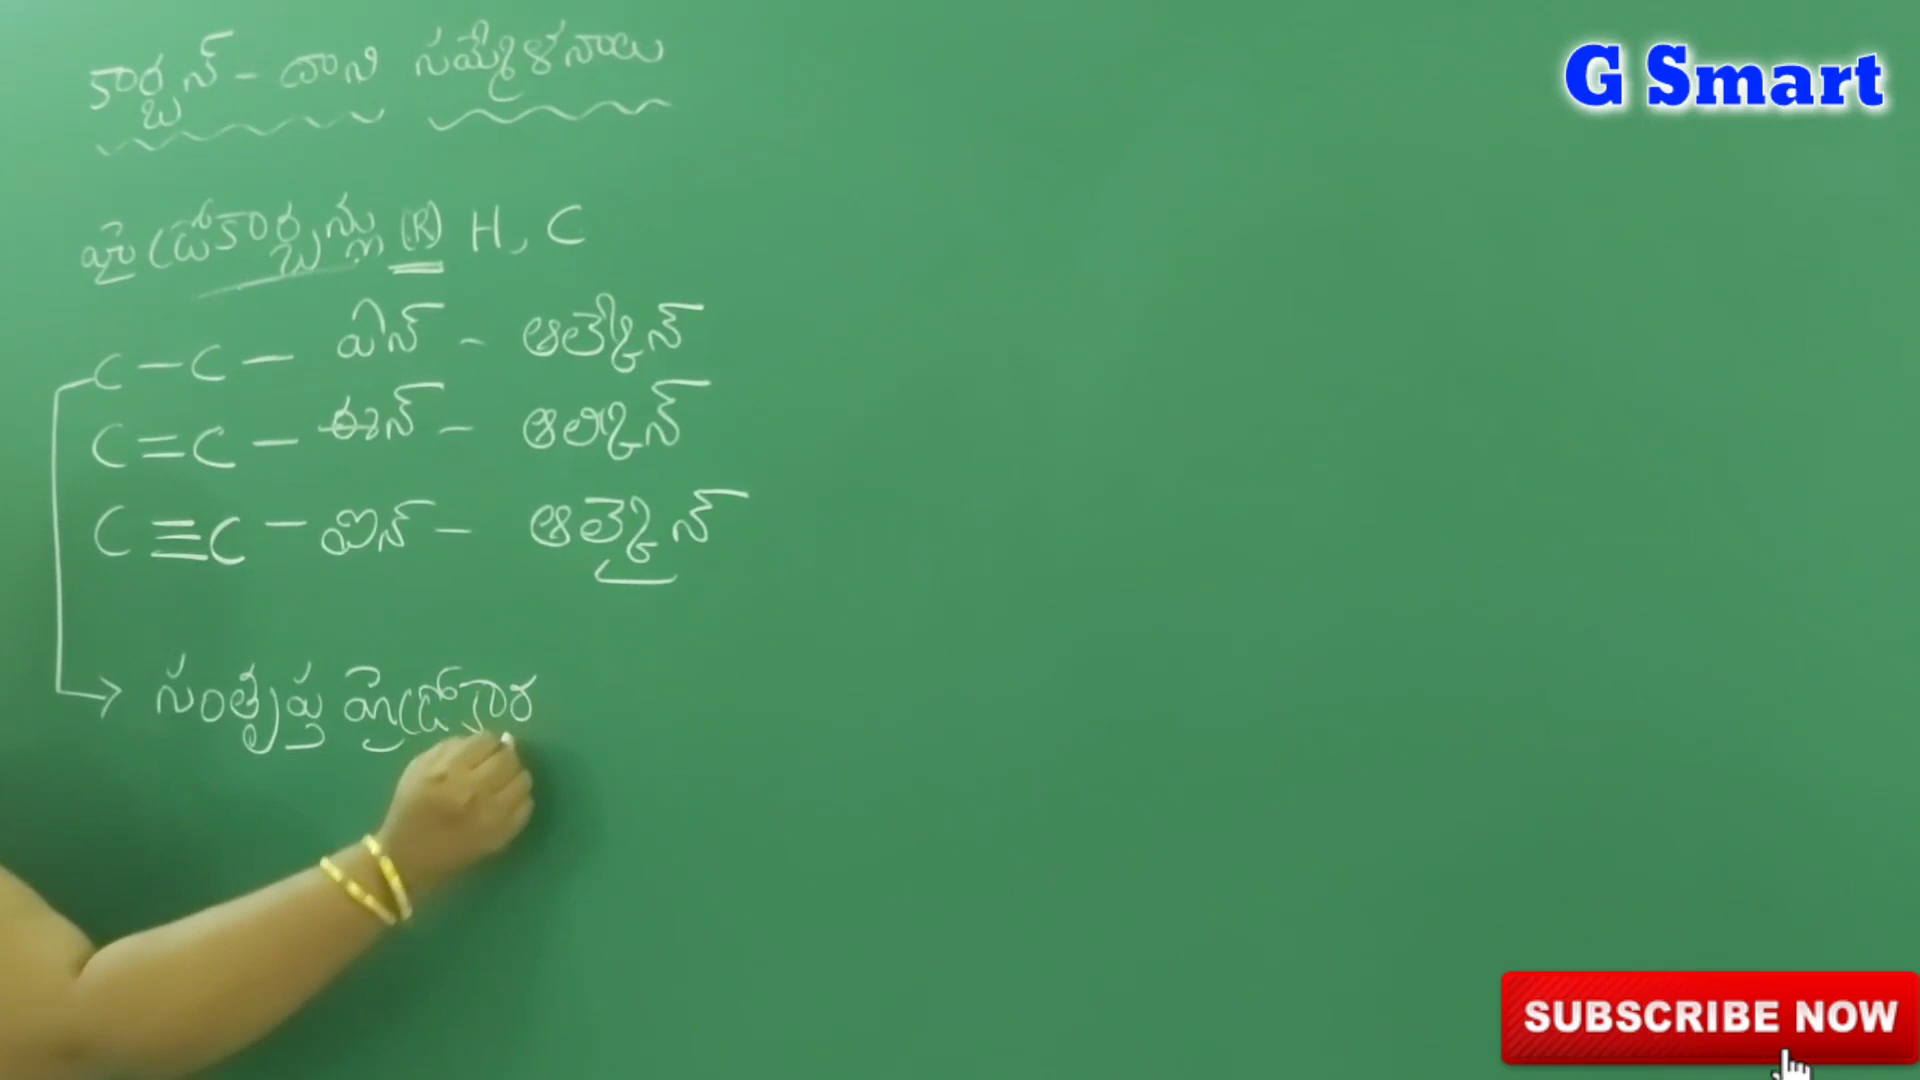 కార్బన్ - దాని సమ్మేళనాలు
G Smart
హైడ్రోకార్బన్లు (R) H, C
C - C - ఏన్ - ఆల్కేన్
C = C - ఈన్ - ఆల్కీన్
C ≡ C - ఐన్ - ఆల్కైన్
→ సంతృప్త హైడ్రోకార
SUBSCRIBE NOW